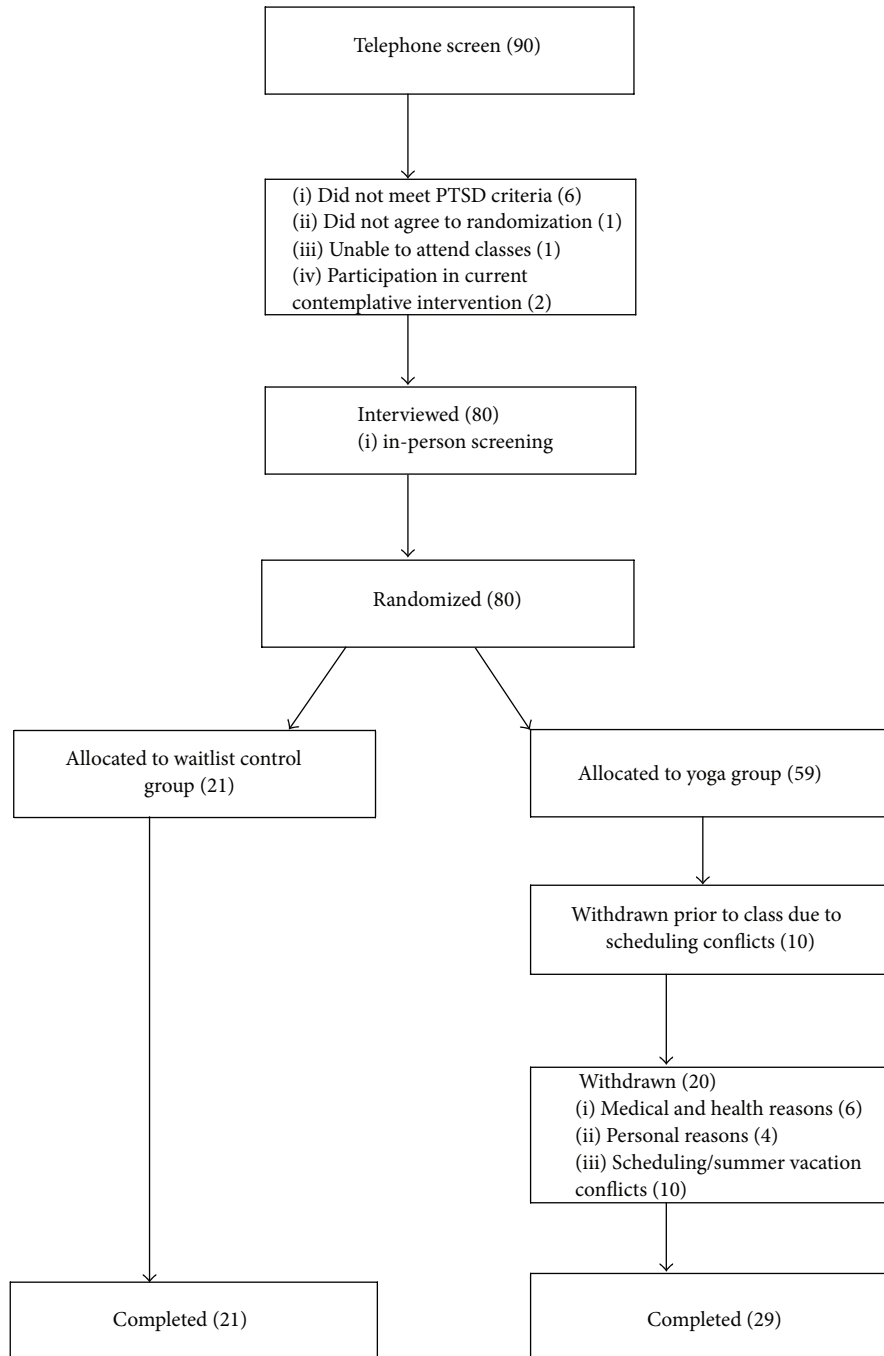 Telephone screen (90)
(i) Did not meet PTSD criteria (6)
(ii) Did not agree to randomization (1)
(iii) Unable to attend classes (1)
(iv) Participation in current
contemplative intervention (2)
Interviewed (80)
(i) in-person screening
Randomized (80)
Allocated to waitlist control
group (21)
Allocated to yoga group (59)
Withdrawn prior to class due to
scheduling conflicts (10)
Withdrawn (20)
(i) Medical and health reasons (6)
(ii) Personal reasons (4)
(iii) Scheduling/summer vacation
conflicts (10)
Completed (21)
Completed (29)